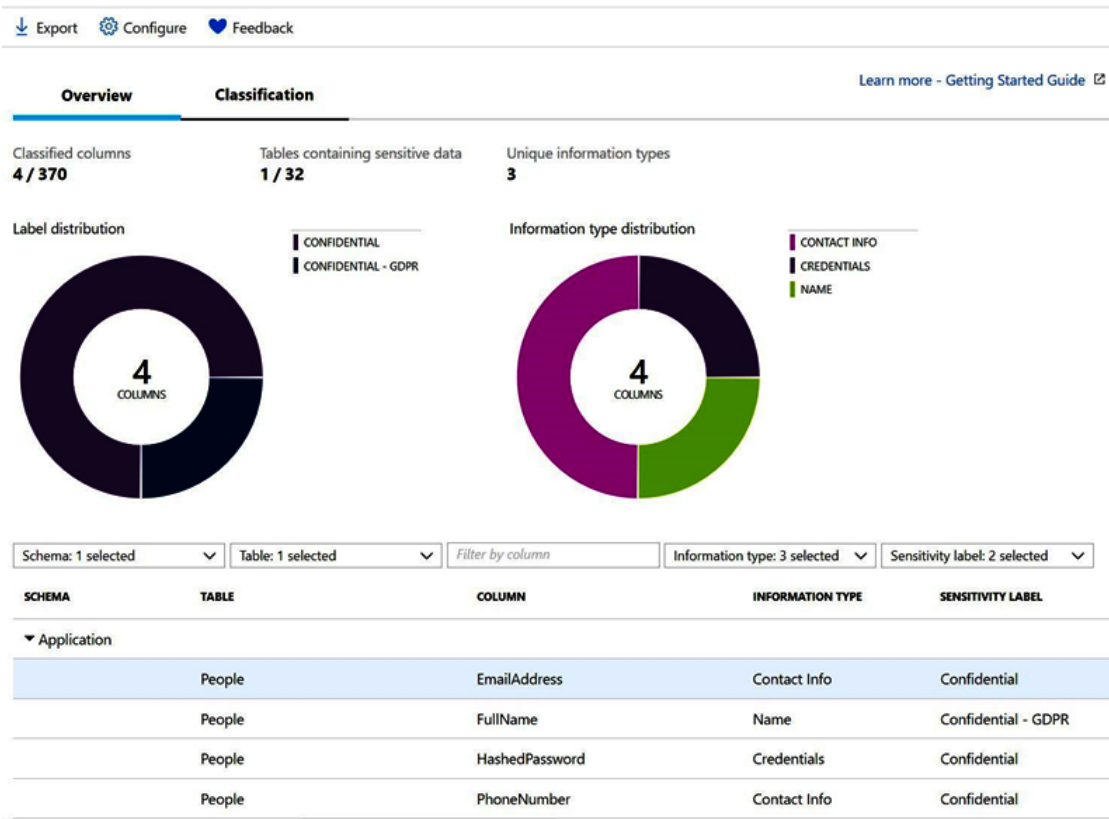 Export Configure Feedback
Learn more - Getting Started Guide
Overview Classification
Classified columns Tables containing sensitive data Unique information types
4 / 370 1 / 32 3
Label distribution
CONFIDENTIAL
CONFIDENTIAL - GDPR
4
COLUMNS
Information type distribution
CONTACT INFO
CREDENTIALS
NAME
4
COLUMNS
Schema: 1 selected Table: 1 selected Filter by column Information type: 3 selected Sensitivity label: 2 selected
SCHEMA TABLE COLUMN INFORMATION TYPE SENSITIVITY LABEL
Application
People EmailAddress Contact Info Confidential
People FullName Name Confidential - GDPR
People HashedPassword Credentials Confidential
People PhoneNumber Contact Info Confidential